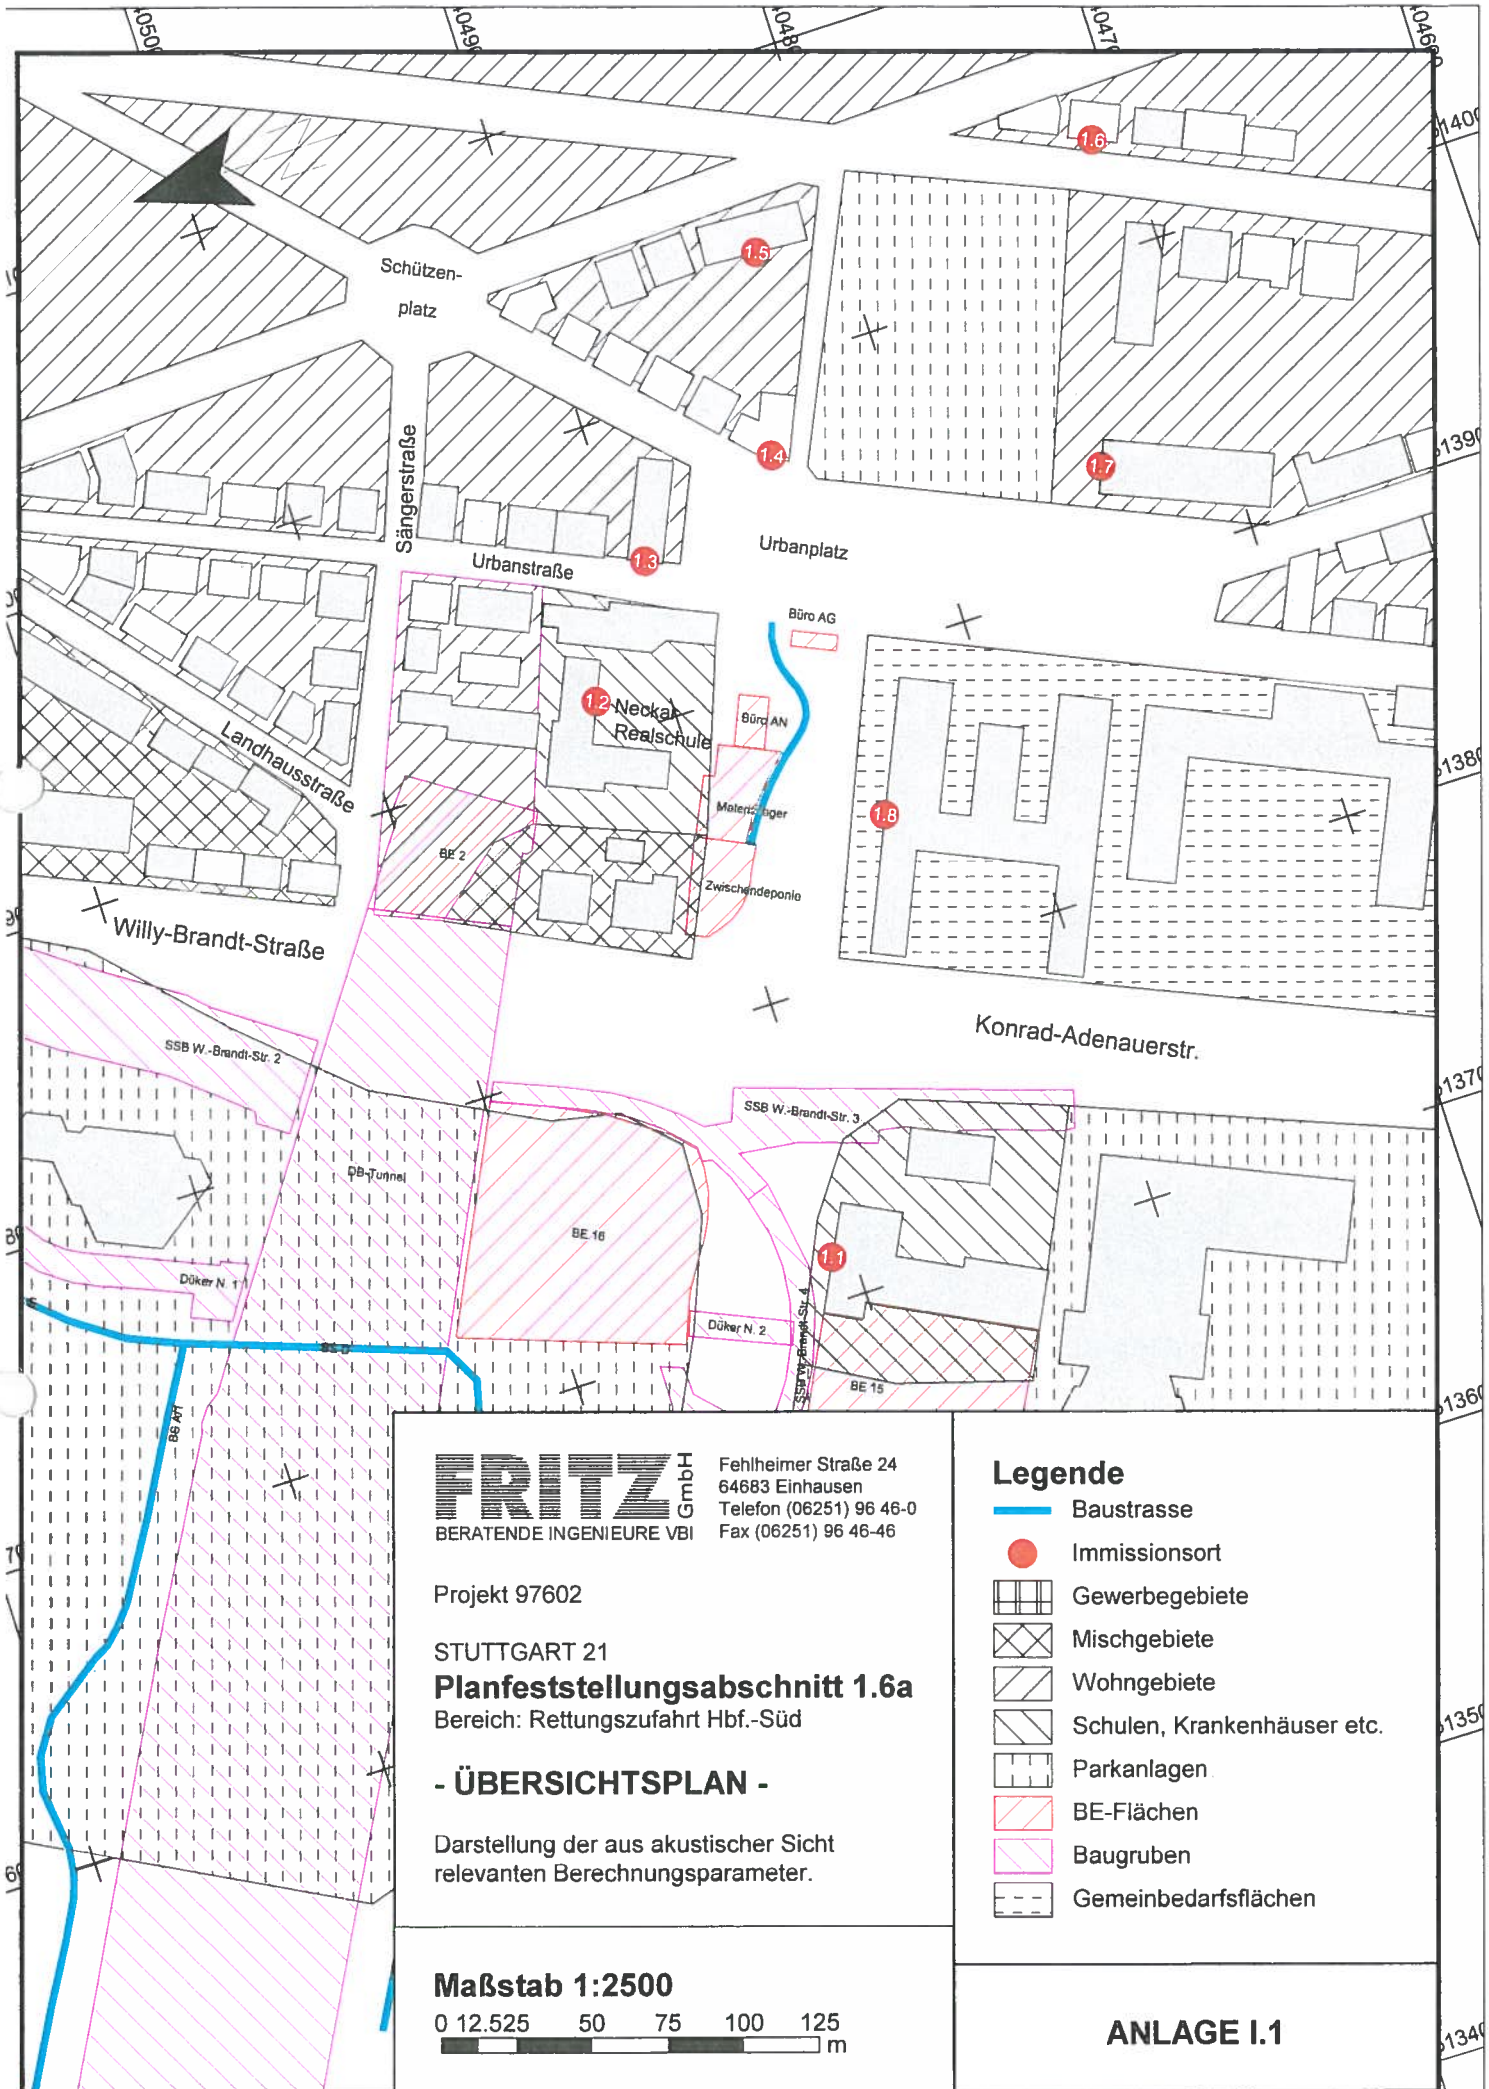 Schützen-
platz
1.6
1.5
1.4
1.7
Sängerstraße
Urbanstraße
1.3
Urbanplatz
Büro AG
1.2
Neckar
Realschule
Büro AN
Landhausstraße
Materiallager
1.8
BE 2
Zwischendeponie
Willy-Brandt-Straße
Konrad-Adenauerstr.
SSB W.-Brandt-Str. 2
SSB W.-Brandt-Str. 3
DB-Tunnel
BE 16
1.1
Düker N. 1
Düker N. 2
SSB W.-Brandt-Str. 4
BE 15
FRITZ GmbH
BERATENDE INGENIEURE VBI
Fehlheimer Straße 24
64683 Einhausen
Telefon (06251) 96 46-0
Fax (06251) 96 46-46
Projekt 97602
STUTTGART 21
Planfeststellungsabschnitt 1.6a
Bereich: Rettungszufahrt Hbf.-Süd
- ÜBERSICHTSPLAN -
Darstellung der aus akustischer Sicht
relevanten Berechnungsparameter.
Maßstab 1:2500
0 12.525 50 75 100 125
m
Legende
Baustrasse
Immissionsort
Gewerbegebiete
Mischgebiete
Wohngebiete
Schulen, Krankenhäuser etc.
Parkanlagen
BE-Flächen
Baugruben
Gemeinbedarfsflächen
ANLAGE I.1